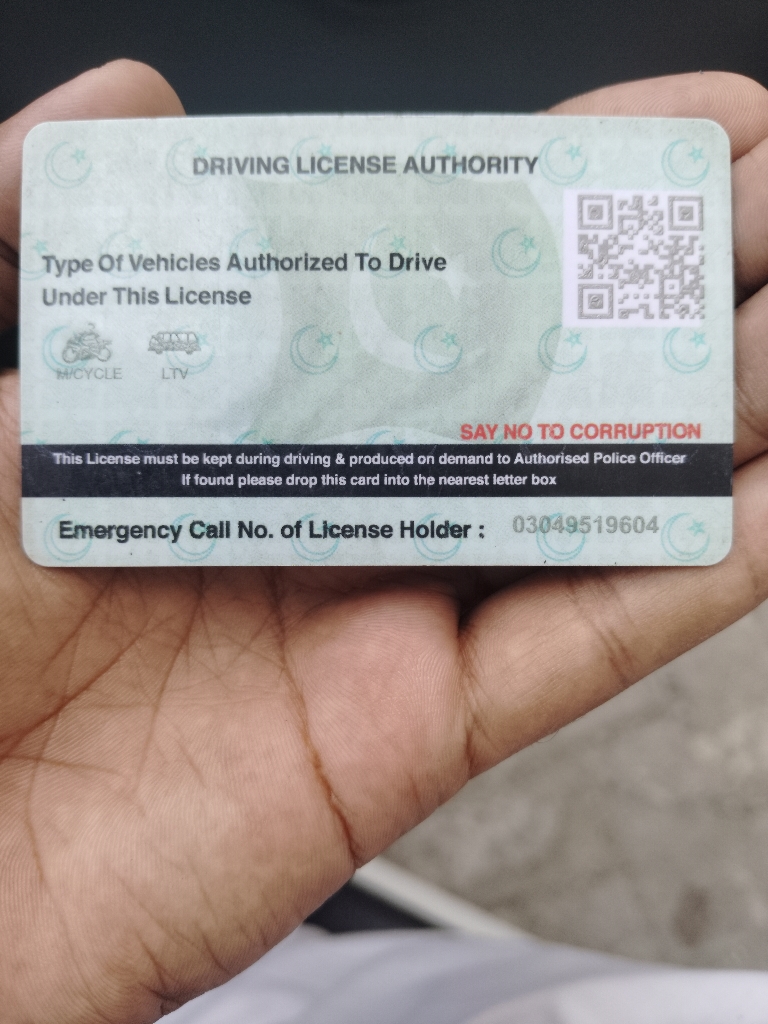 DRIVING LICENSE AUTHORITY
Type Of Vehicles Authorized To Drive
Under This License
M/CYCLE LTV
SAY NO TO CORRUPTION
This License must be kept during driving & produced on demand to Authorised Police Officer
If found please drop this card into the nearest letter box
Emergency Call No. of License Holder : 03049519604